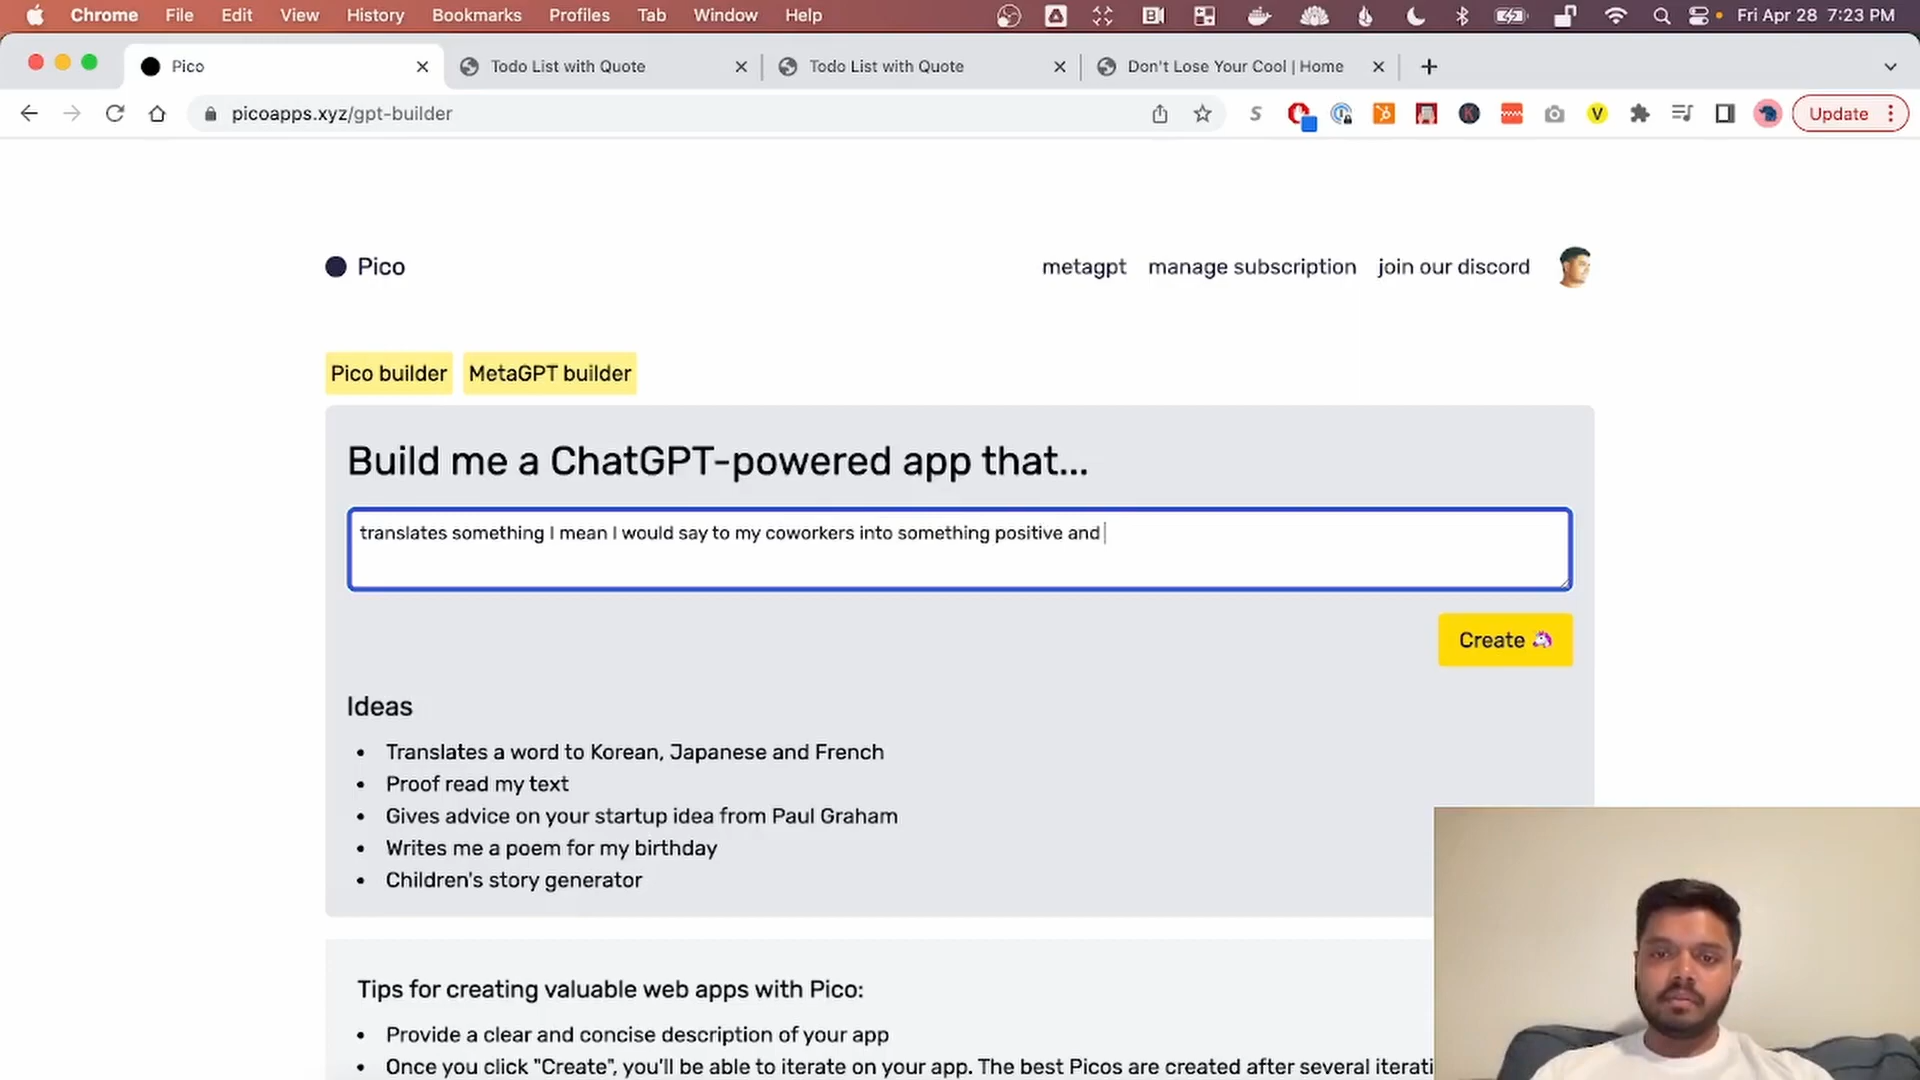 Chrome File Edit View History Bookmarks Profiles Tab Window Help Fri Apr 28 7:23 PM
Pico Todo List with Quote Todo List with Quote Don't Lose Your Cool | Home
picoapps.xyz/gpt-builder Update
Pico metagpt manage subscription join our discord
Pico builder MetaGPT builder
Build me a ChatGPT-powered app that...
translates something I mean I would say to my coworkers into something positive and
Create
Ideas
• Translates a word to Korean, Japanese and French
• Proof read my text
• Gives advice on your startup idea from Paul Graham
• Writes me a poem for my birthday
• Children's story generator
Tips for creating valuable web apps with Pico:
• Provide a clear and concise description of your app
• Once you click "Create", you'll be able to iterate on your app. The best Picos are created after several iterati